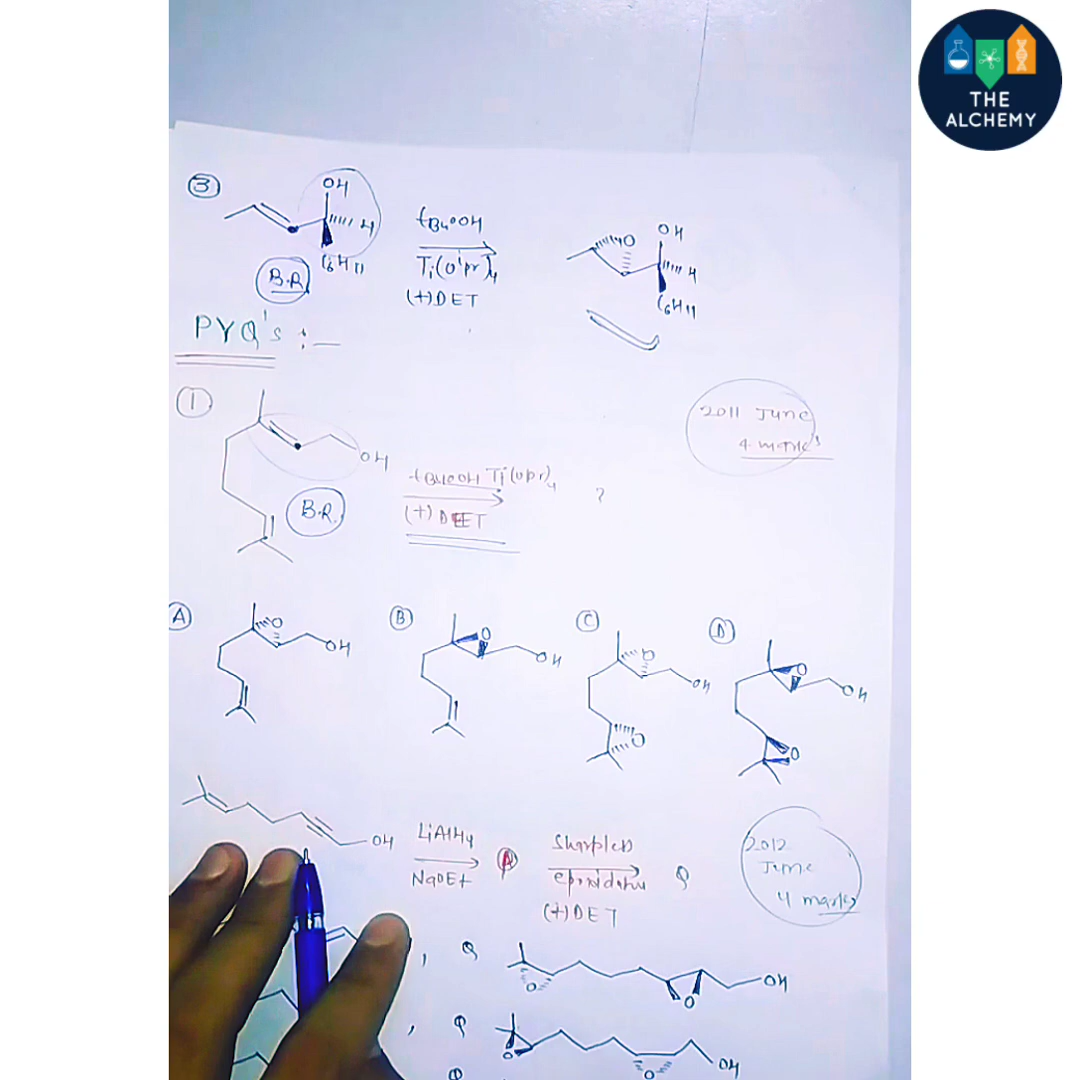 THE
ALCHEMY
③
OH
H
C6H11
B.R.
tBuOOH
Ti(OiPr)4
(+)DET
O
OH
H
C6H11
PYQ's :—
①
OH
B.R.
tBuOOH Ti(OPr)4
(+) DET
?
2011 June
4 marks
Ⓐ
O
OH
Ⓑ
O
OH
Ⓒ
O
OH
O
Ⓓ
O
OH
O
OH
LiAlH4
NaOEt
P
Sharpless
(+)DET
Q
2012
June
4 marks
, Q
O
O
OH
, Q
O
O
OH
Q